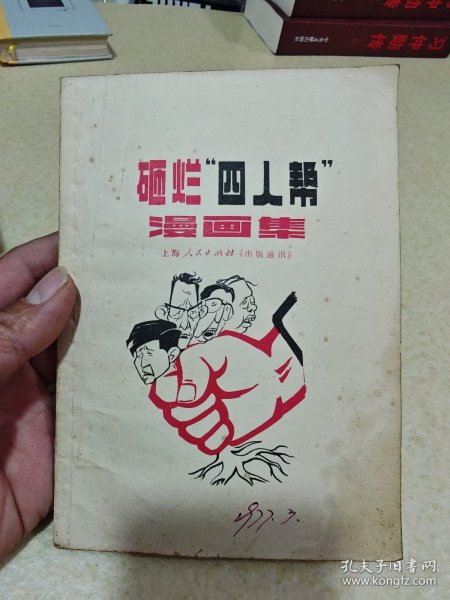 砸烂“四人帮”
漫画集
上海人民出版社《出版通讯》
1977.3.
孔夫子旧书网
www.kongfz.com